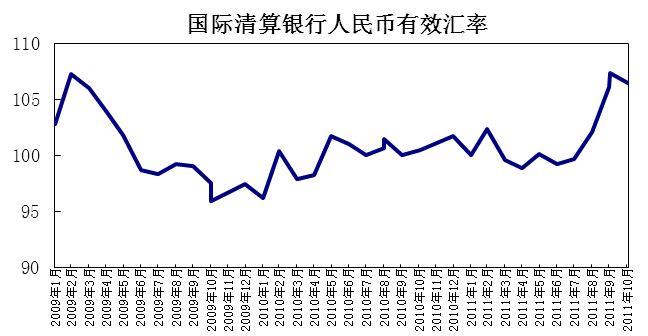 国际清算银行人民币有效汇率
110
105
100
95
90
2009年1月
2009年2月
2009年3月
2009年4月
2009年5月
2009年6月
2009年7月
2009年8月
2009年9月
2009年10月
2009年11月
2009年12月
2010年1月
2010年2月
2010年3月
2010年4月
2010年5月
2010年6月
2010年7月
2010年8月
2010年9月
2010年10月
2010年11月
2010年12月
2011年1月
2011年2月
2011年3月
2011年4月
2011年5月
2011年6月
2011年7月
2011年8月
2011年9月
2011年10月